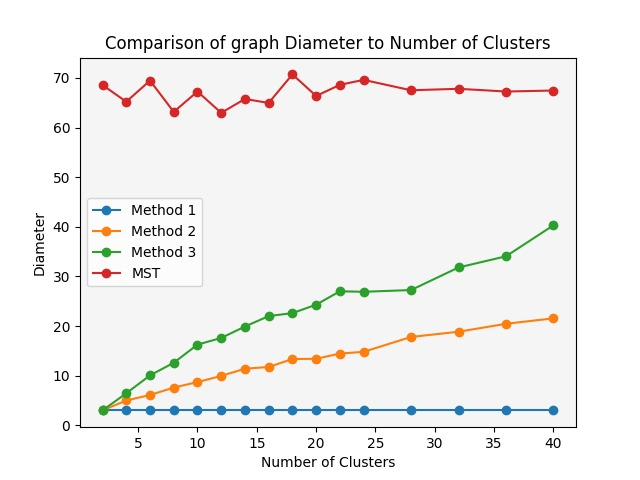 Comparison of graph Diameter to Number of Clusters
70
60
50
40
30
20
10
0
Diameter
Method 1
Method 2
Method 3
MST
5 10 15 20 25 30 35 40
Number of Clusters